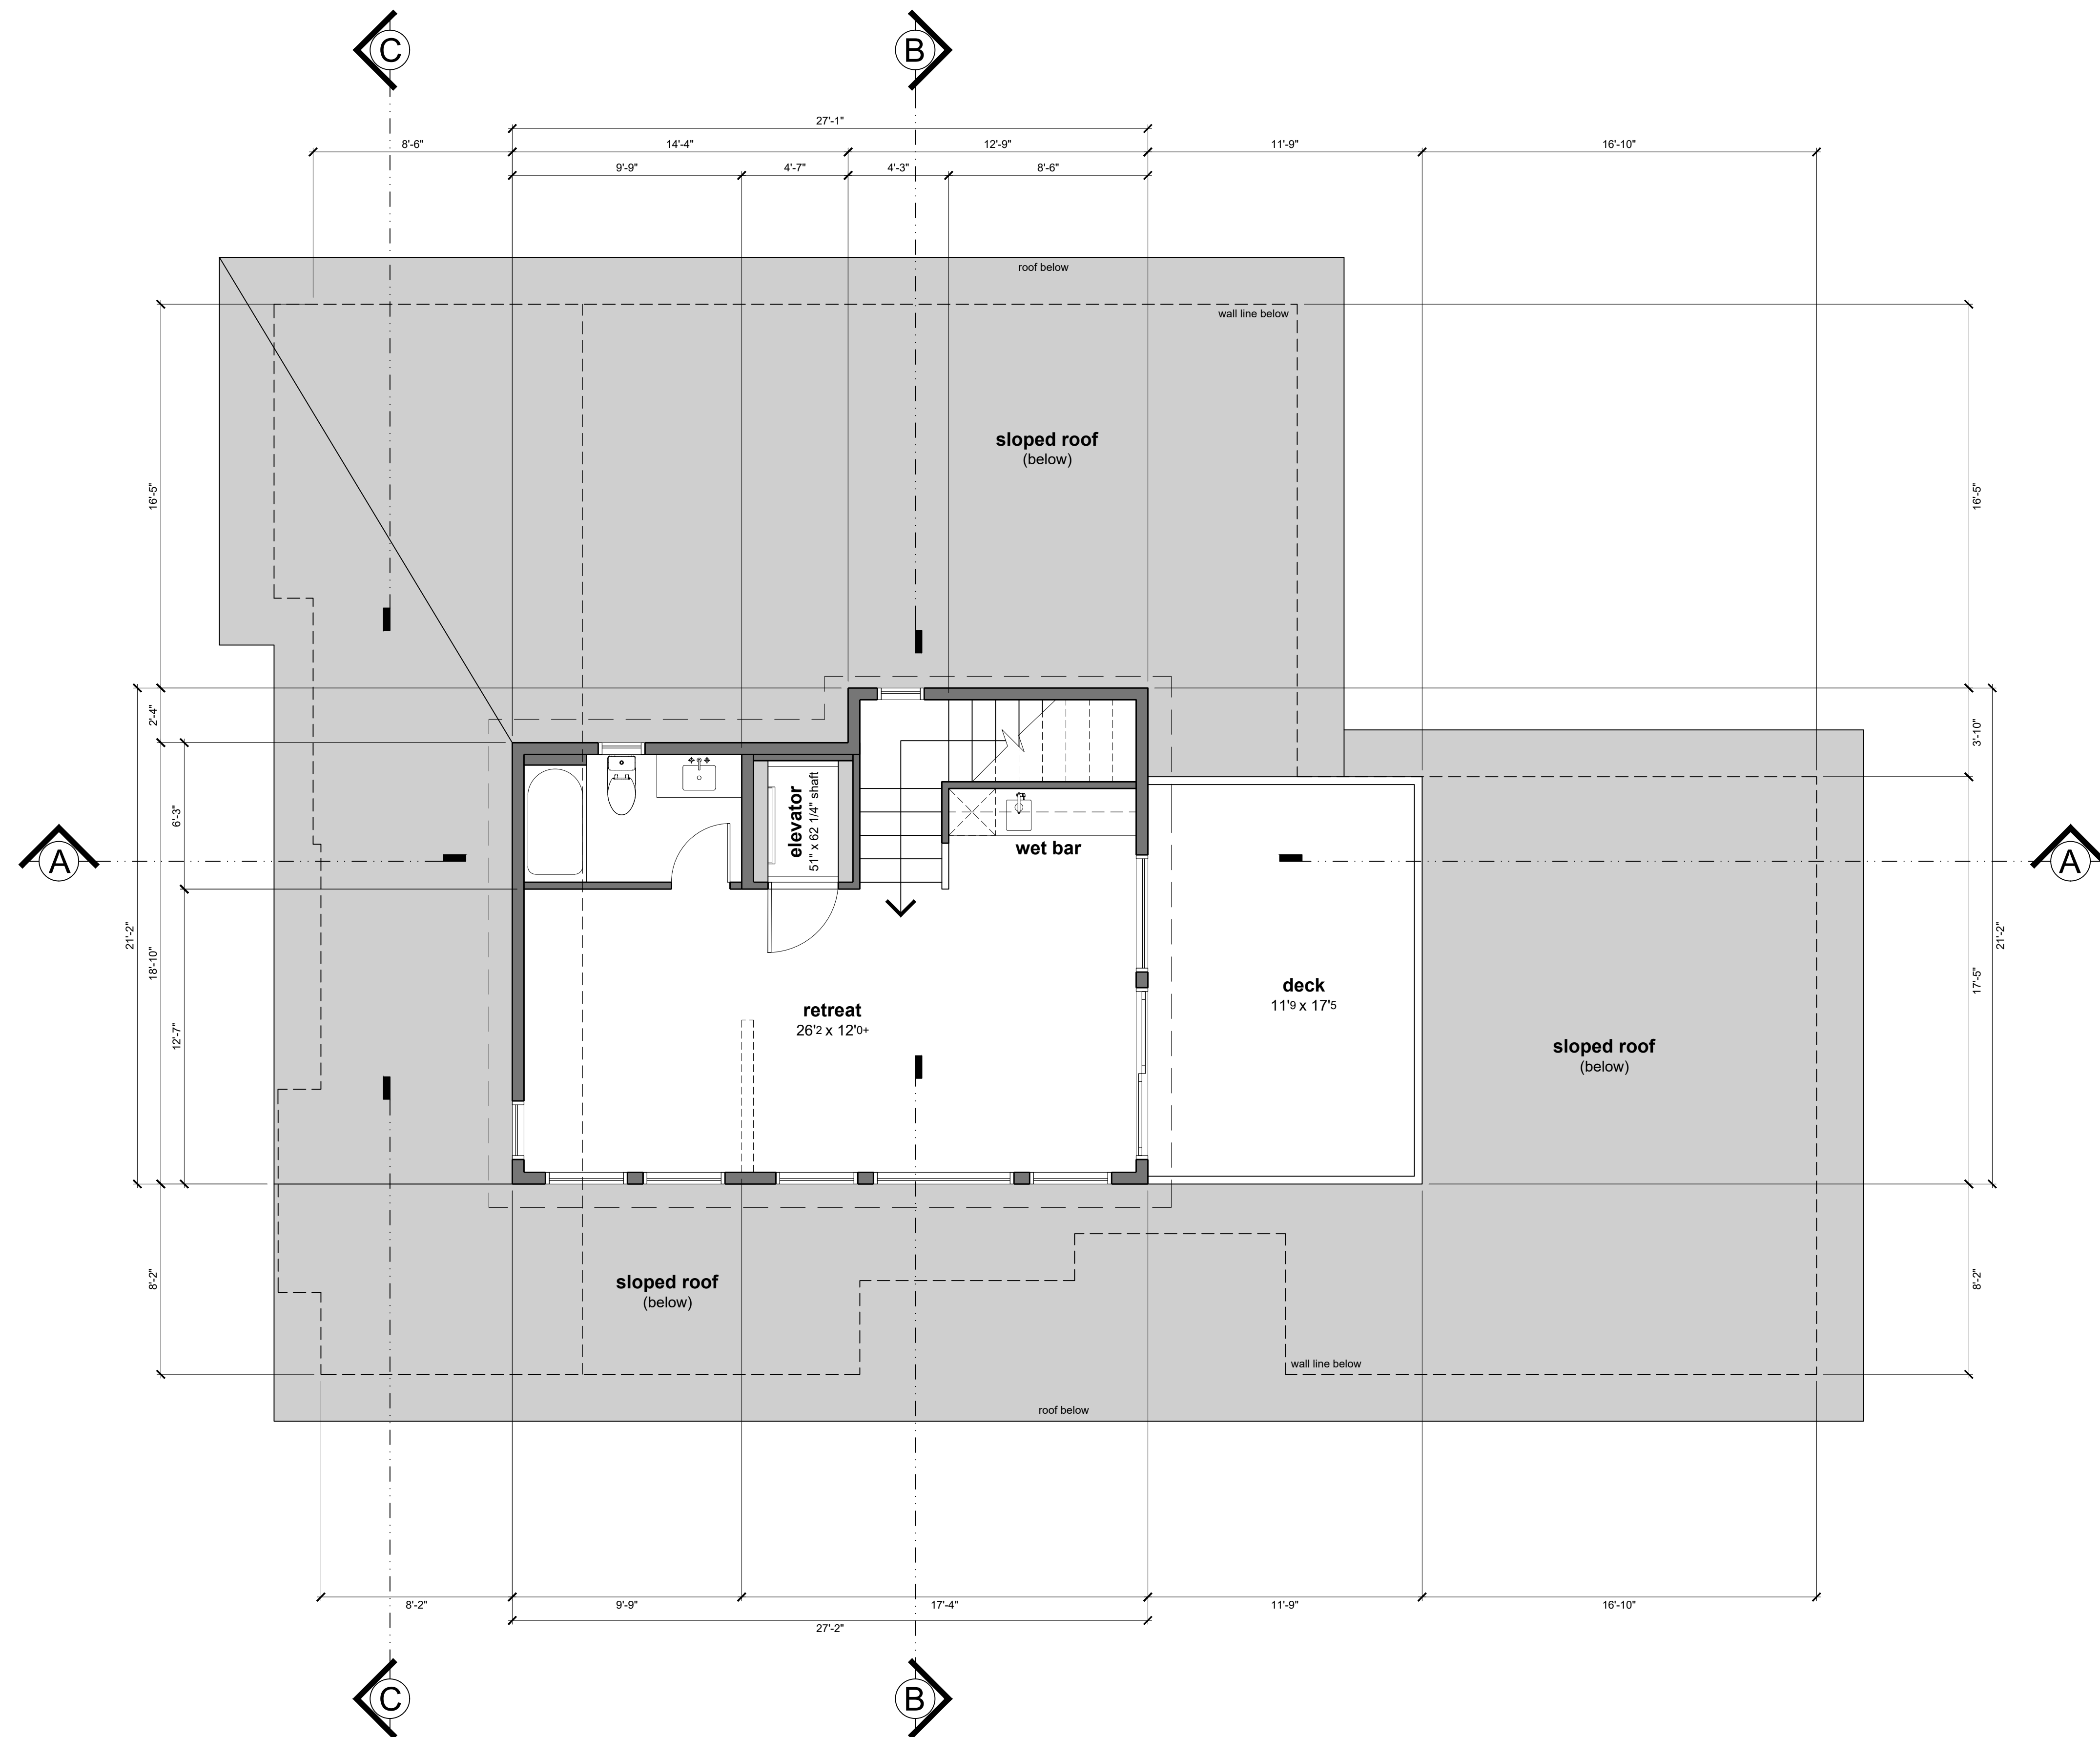 C
B
27'-1"
8'-6"
14'-4"
12'-9"
11'-9"
16'-10"
9'-9"
4'-7"
4'-3"
8'-6"
roof below
wall line below
sloped roof
(below)
16'-5"
16'-5"
2'-4"
3'-10"
6'-3"
elevator
51" x 62 1/4" shaft
wet bar
A
A
21'-2"
18'-10"
12'-7"
21'-2"
17'-5"
deck
11'9 x 17'5
retreat
26'2 x 12'0+
sloped roof
(below)
8'-2"
8'-2"
sloped roof
(below)
wall line below
roof below
8'-2"
9'-9"
17'-4"
11'-9"
16'-10"
27'-2"
C
B